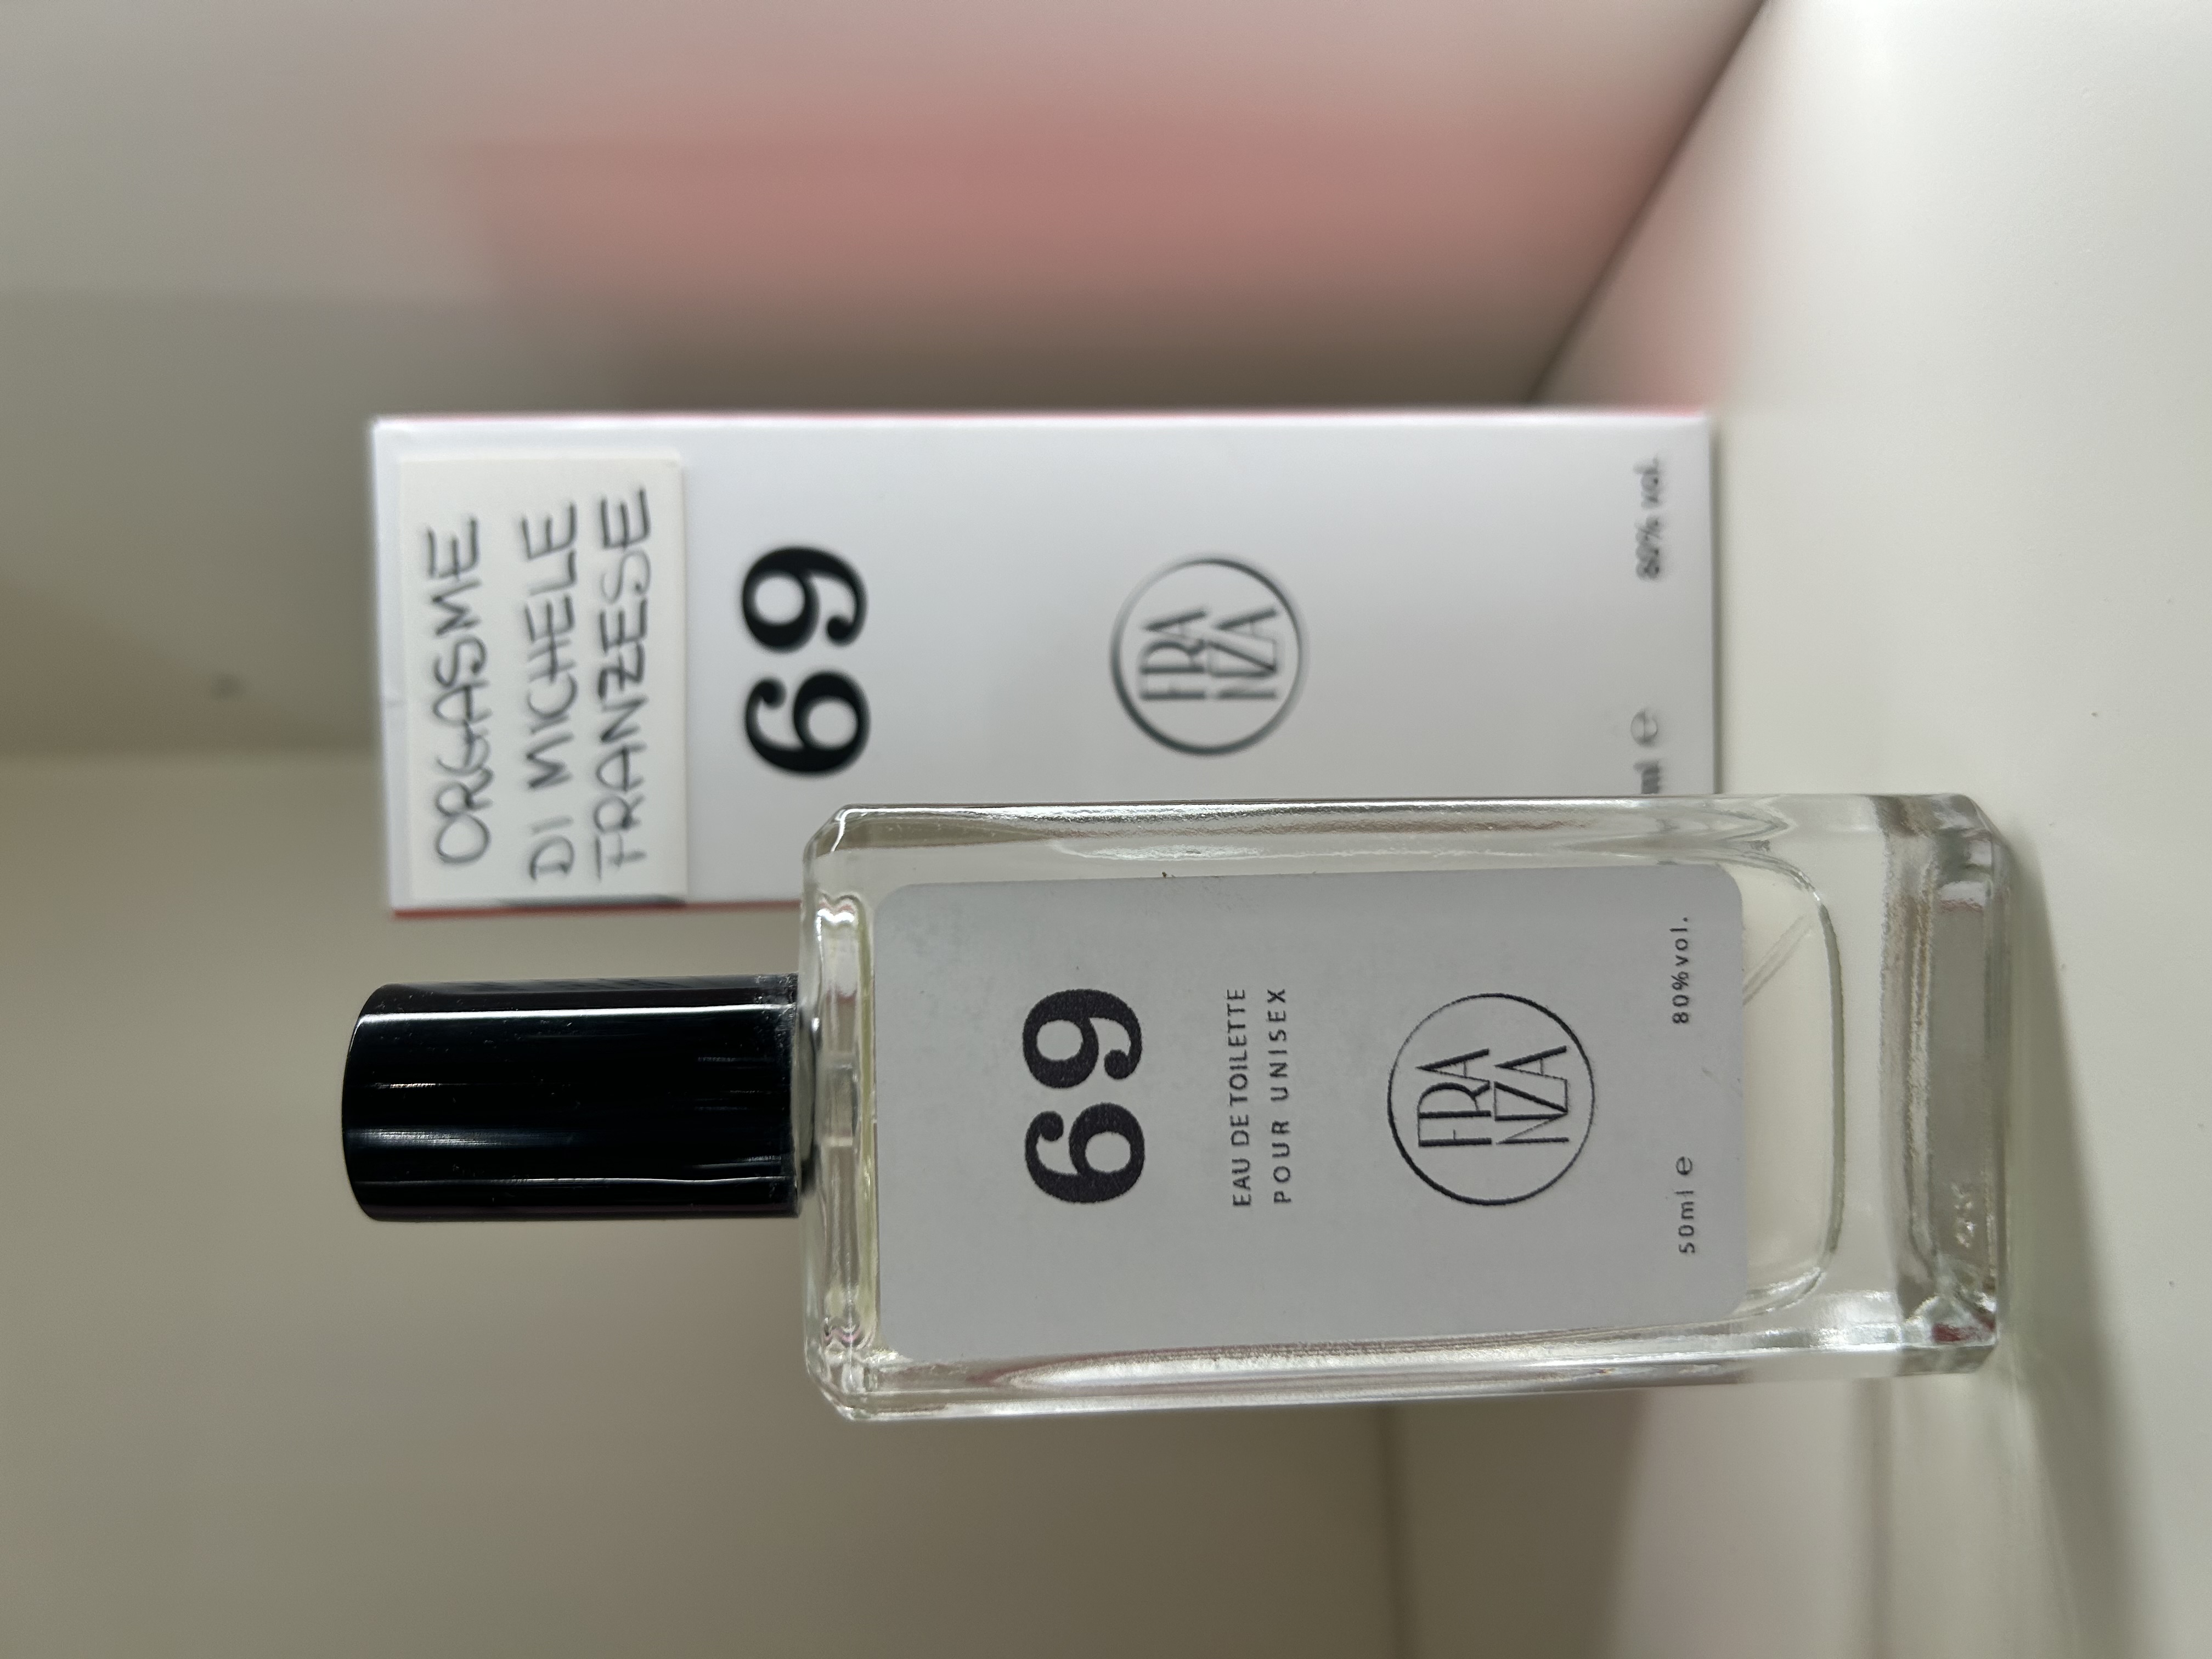 ORGASME
DI MICHELE
FRANZESE
69
FRA
NZA
ml e 80% vol.
69
EAU DE TOILETTE
POUR UNISEX
FRA
NZA
50ml e 80%vol.